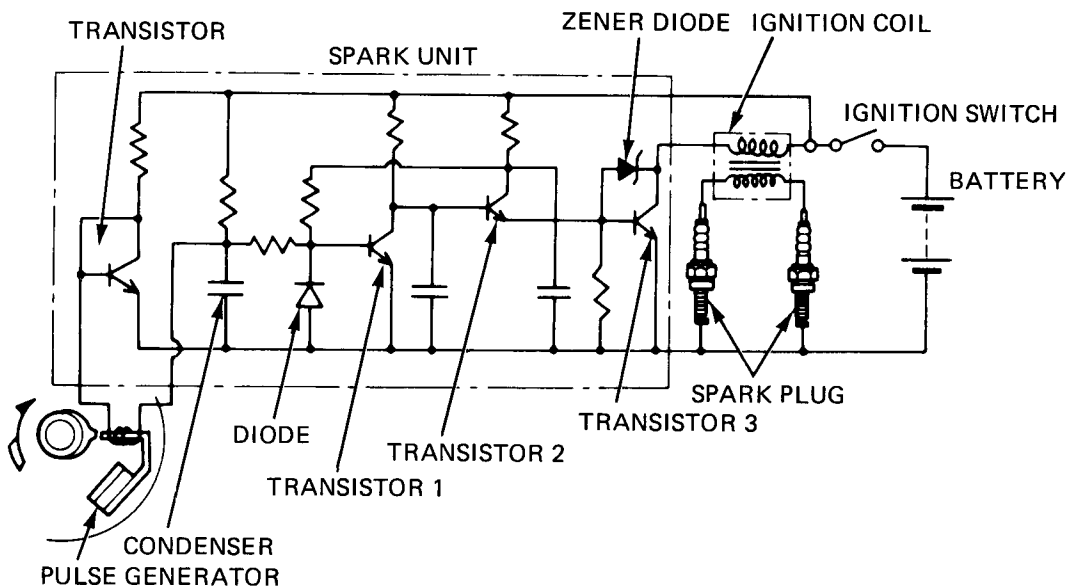 TRANSISTOR
ZENER DIODE
IGNITION COIL
SPARK UNIT
IGNITION SWITCH
BATTERY
SPARK PLUG
TRANSISTOR 3
DIODE
TRANSISTOR 2
TRANSISTOR 1
CONDENSER
PULSE GENERATOR